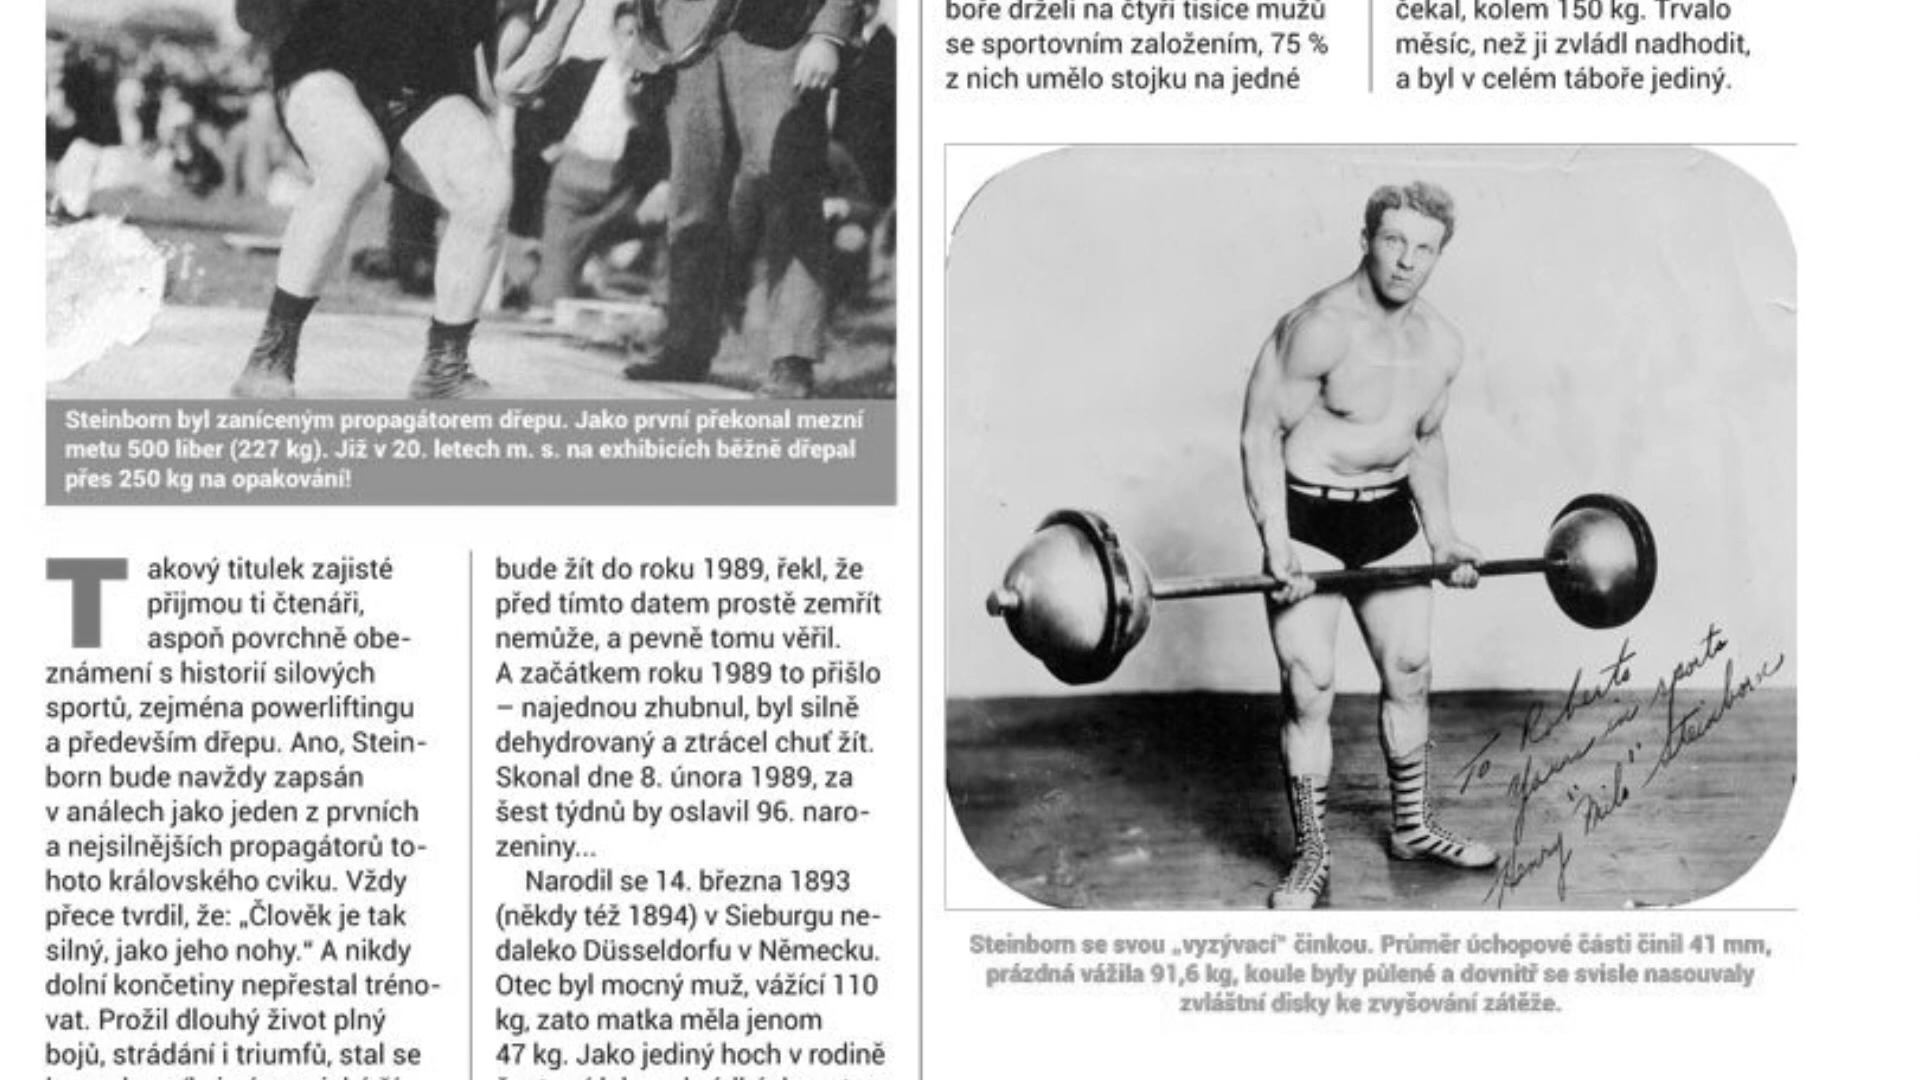 Steinborn byl zaníceným propagátorem dřepu. Jako první překonal mezní
metu 500 liber (227 kg). Již v 20. letech m. s. na exhibicích běžně dřepal
přes 250 kg na opakování!
Takový titulek zajisté
přijmou ti čtenáři,
aspoň povrchně obe-
známení s historií silových
sportů, zejména powerliftingu
a především dřepu. Ano, Stein-
born bude navždy zapsán
v análech jako jeden z prvních
a nejsilnějších propagátorů to-
hoto královského cviku. Vždy
přece tvrdil, že: „Člověk je tak
silný, jako jeho nohy.“ A nikdy
dolní končetiny nepřestal tréno-
vat. Prožil dlouhý život plný
bojů, strádání i triumfů, stal se
bude žít do roku 1989, řekl, že
před tímto datem prostě zemřít
nemůže, a pevně tomu věřil.
A začátkem roku 1989 to přišlo
– najednou zhubnul, byl silně
dehydrovaný a ztrácel chuť žít.
Skonal dne 8. února 1989, za
šest týdnů by oslavil 96. naro-
zeniny...
Narodil se 14. března 1893
(někdy též 1894) v Sieburgu ne-
daleko Düsseldorfu v Německu.
Otec byl mocný muž, vážící 110
kg, zato matka měla jenom
47 kg. Jako jediný hoch v rodině
boře drželi na čtyři tisíce mužů
se sportovním založením, 75 %
z nich umělo stojku na jedné
čekal, kolem 150 kg. Trvalo
měsíc, než ji zvládl nadhodit,
a byl v celém táboře jediný.
To Roberts
Yours in sports
Henry "Milo" Steinborn
Steinborn se svou „vyzývací“ činkou. Průměr úchopové části činil 41 mm,
prázdná vážila 91,6 kg, koule byly půlené a dovnitř se svisle nasouvaly
zvláštní disky ke zvyšování zátěže.